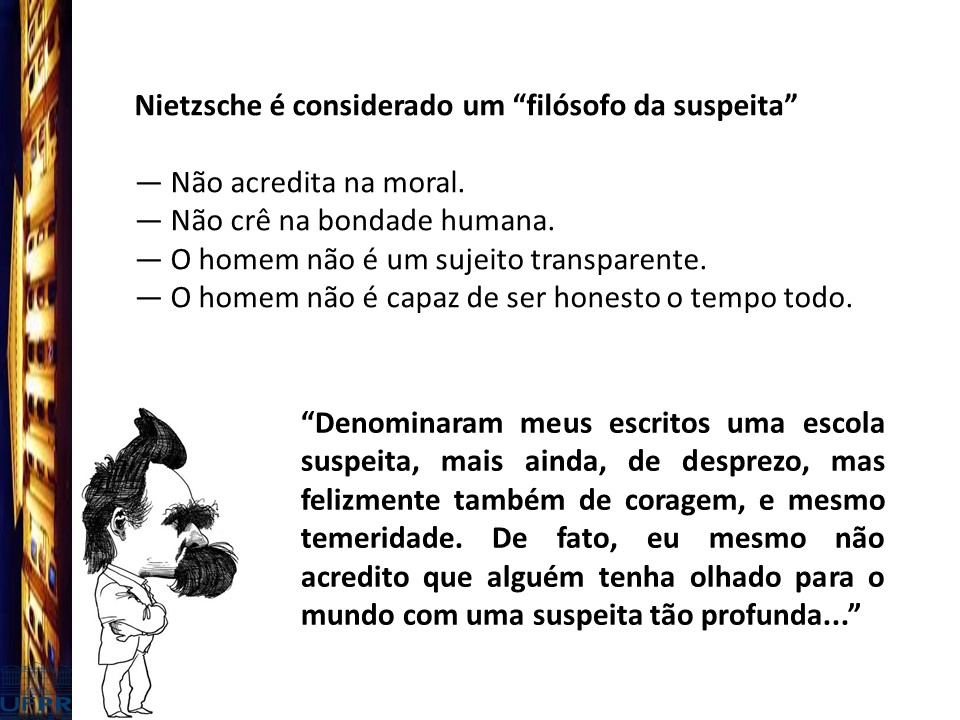 Nietzsche é considerado um “filósofo da suspeita”
— Não acredita na moral.
— Não crê na bondade humana.
— O homem não é um sujeito transparente.
— O homem não é capaz de ser honesto o tempo todo.
“Denominaram meus escritos uma escola
suspeita, mais ainda, de desprezo, mas
felizmente também de coragem, e mesmo
temeridade. De fato, eu mesmo não
acredito que alguém tenha olhado para o
mundo com uma suspeita tão profunda...”
UFPR